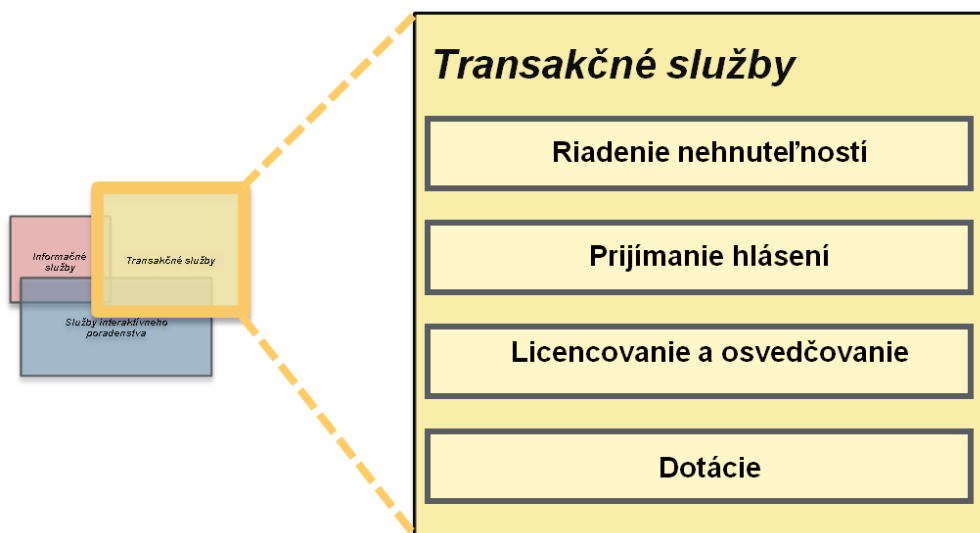 Transakčné služby
Riadenie nehnuteľností
Prijímanie hlásení
Licencovanie a osvedčovanie
Dotácie
Informačné
služby
Transakčné služby
Služby interaktívneho
poradenstva